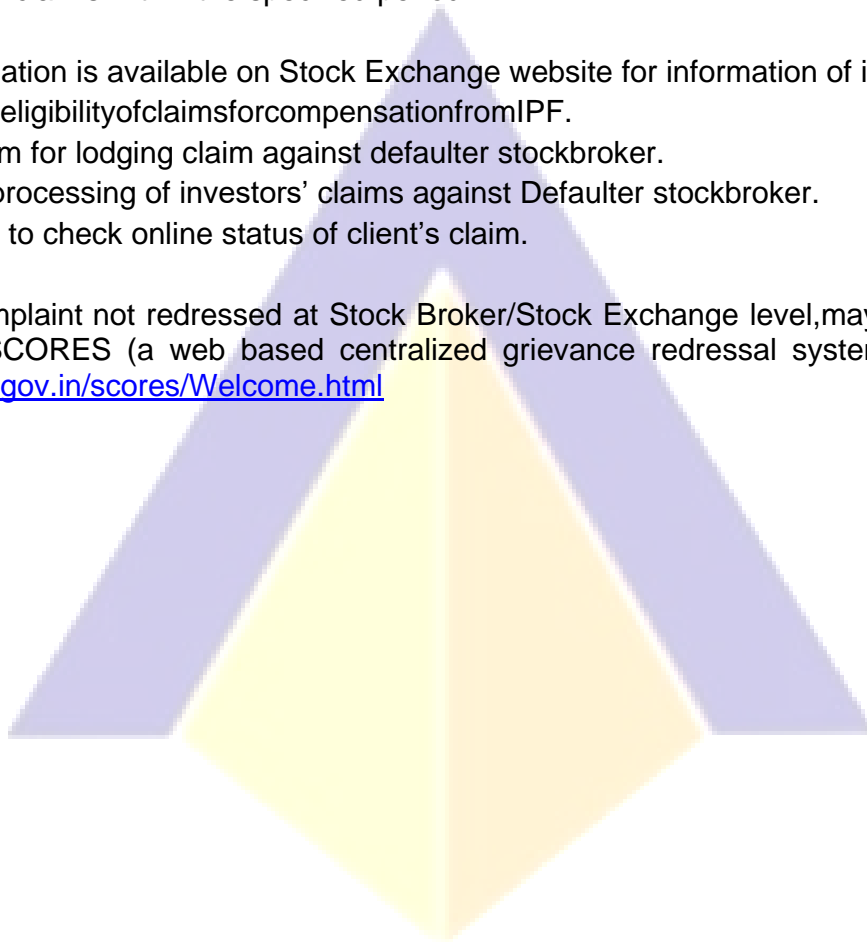 ation is available on Stock Exchange website for information of i
eligibilityofclaimsforcompensationfromIPF.
m for lodging claim against defaulter stockbroker.
processing of investors' claims against Defaulter stockbroker.
to check online status of client's claim.
nplaint not redressed at Stock Broker/Stock Exchange level,may
SCORES (a web based centralized grievance redressal syster
gov.in/scores/Welcome.html